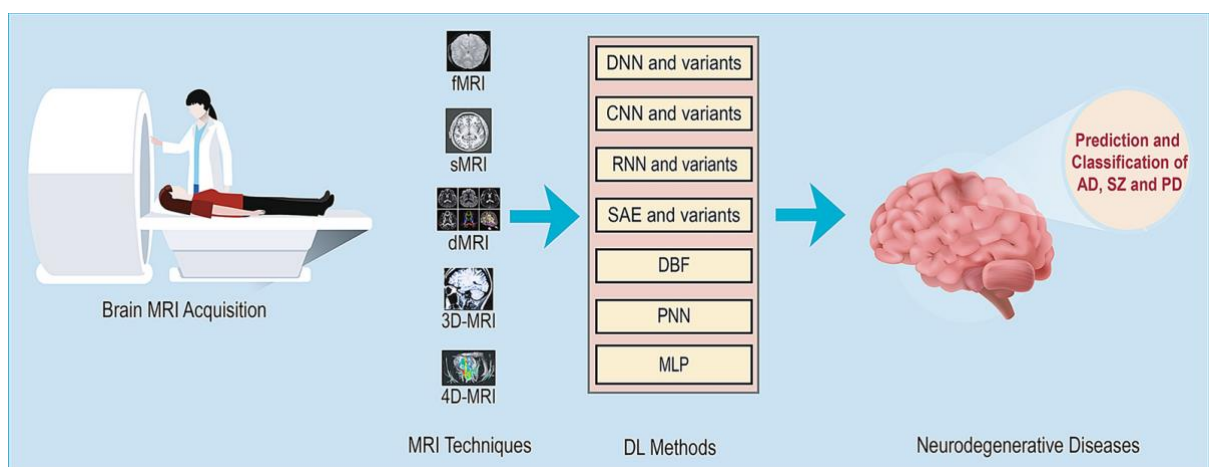 Brain MRI Acquisition
fMRI
sMRI
dMRI
3D-MRI
4D-MRI
MRI Techniques
DNN and variants
CNN and variants
RNN and variants
SAE and variants
DBF
PNN
MLP
DL Methods
Prediction and
Classification of
AD, SZ and PD
Neurodegenerative Diseases